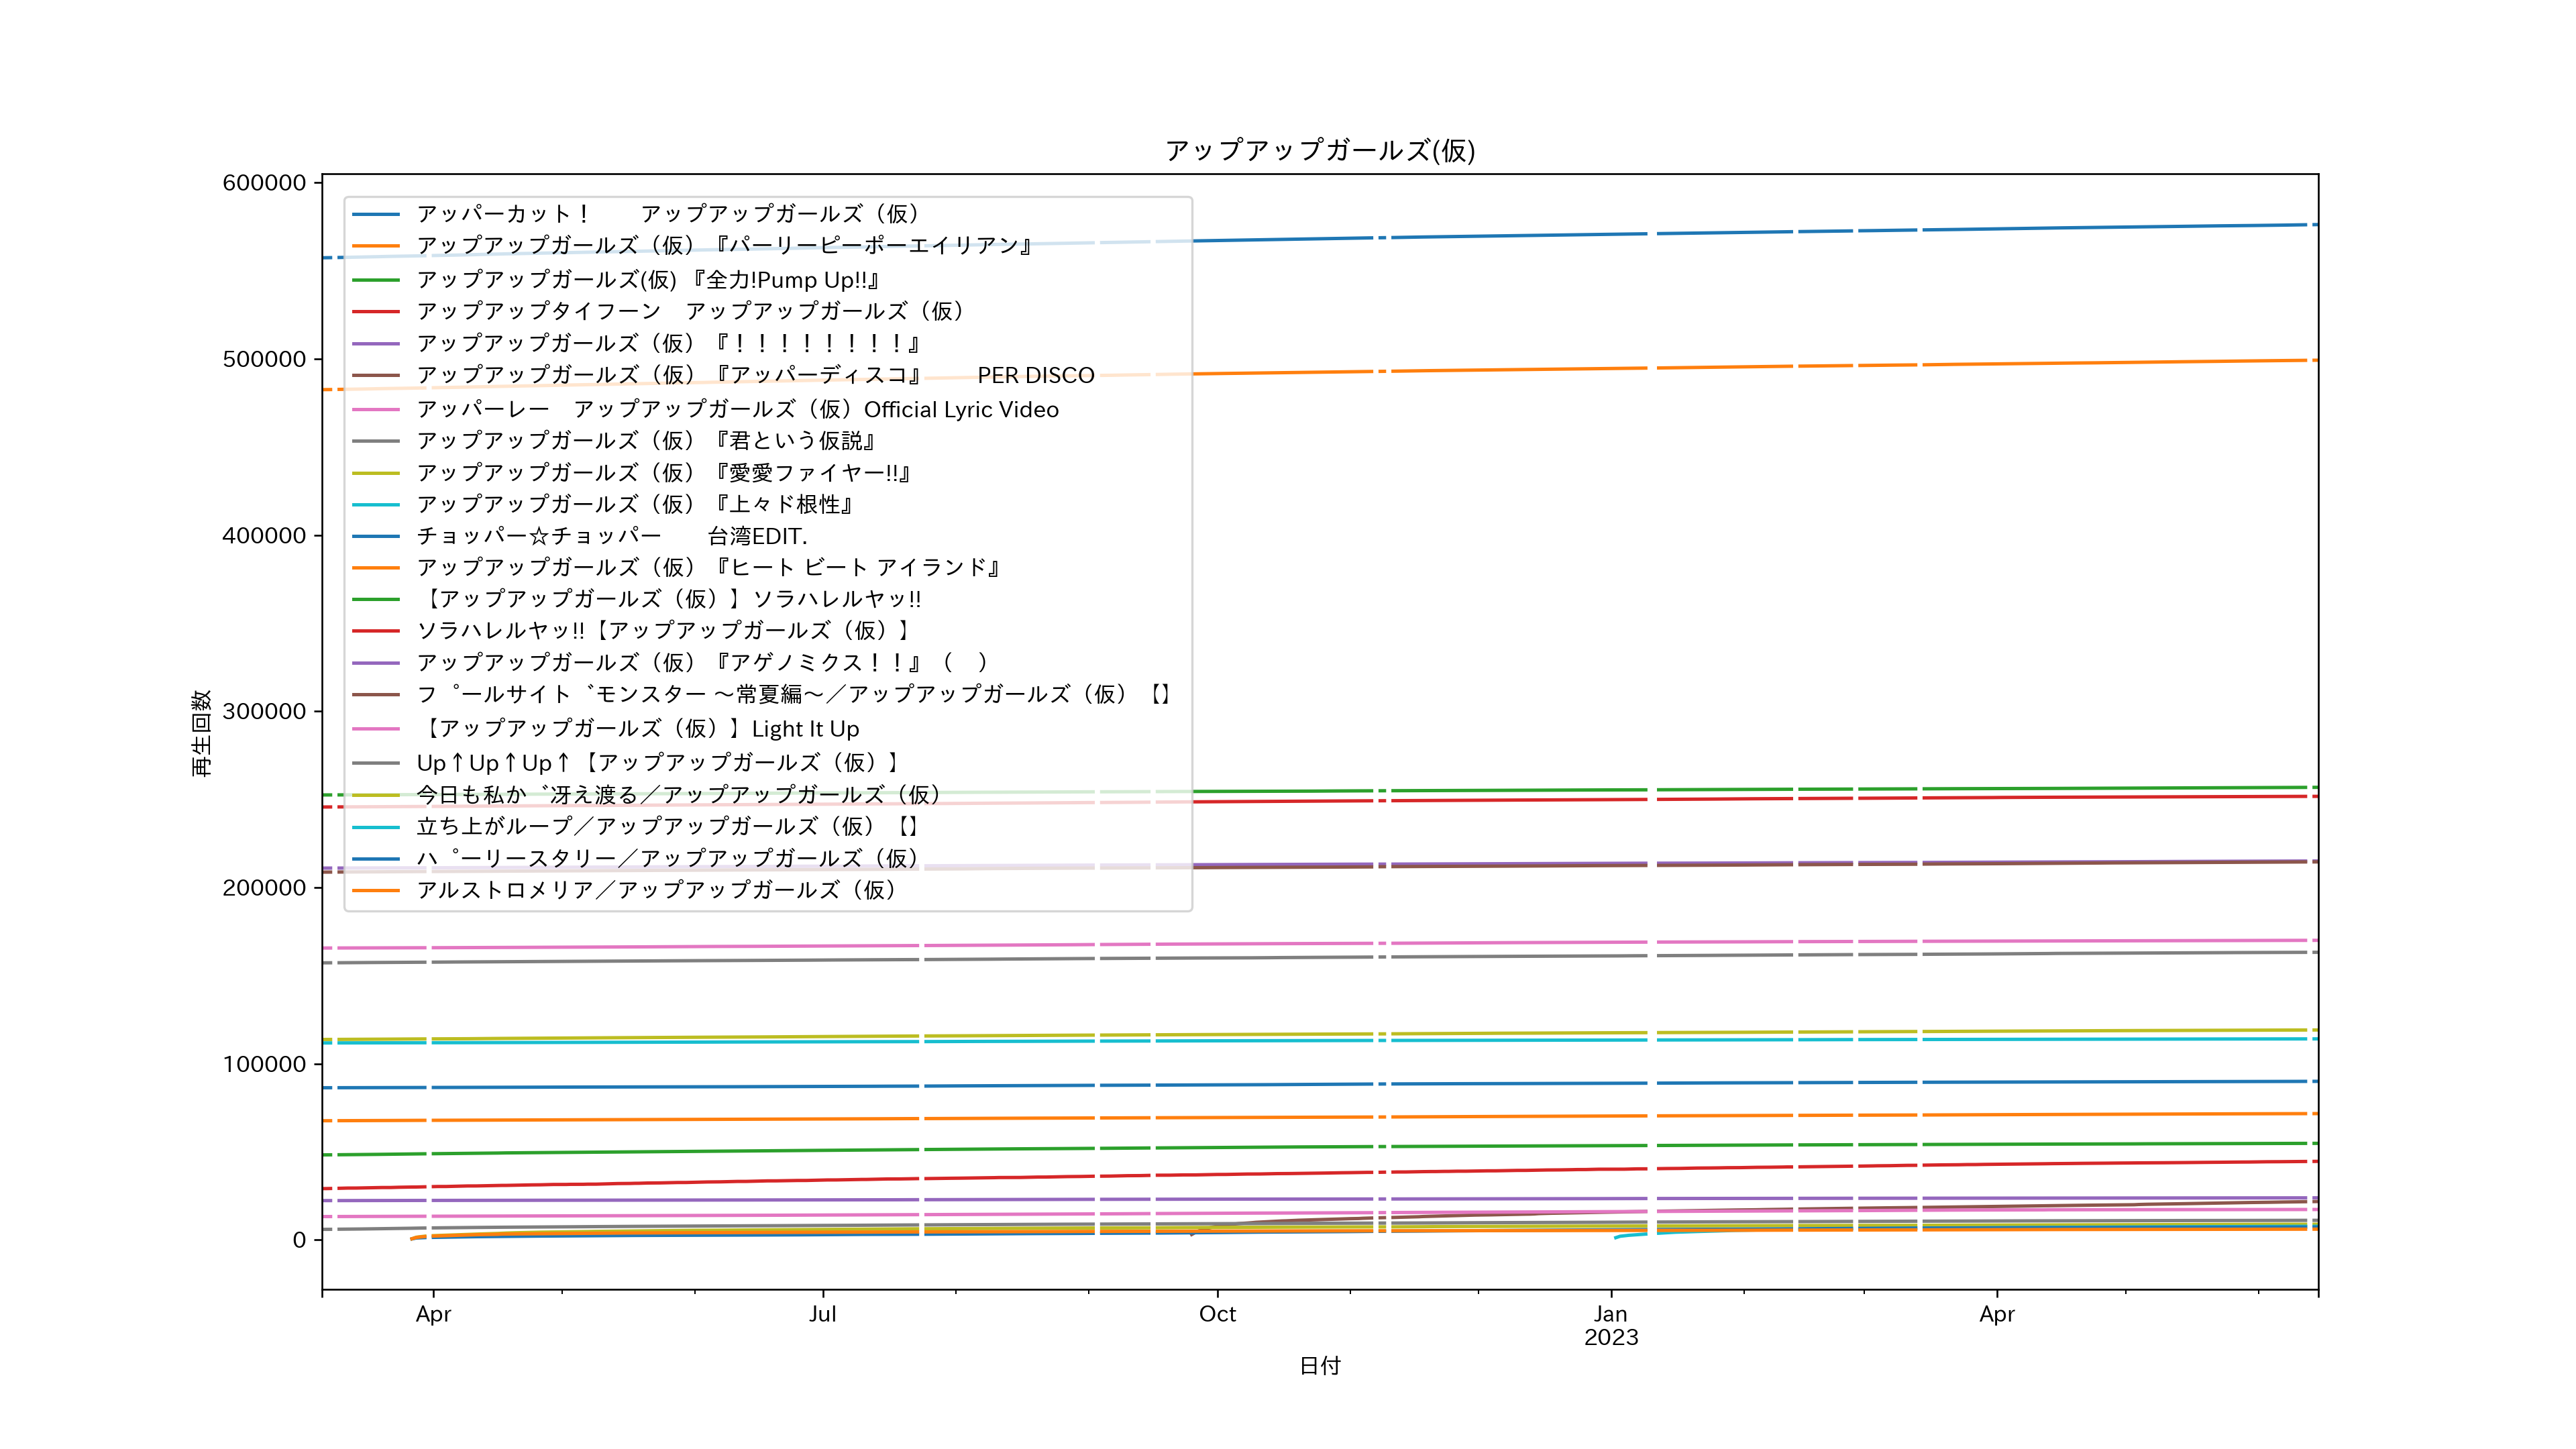 アップアップガールズ(仮)
600000
500000
400000
300000
200000
100000
0
再生回数
アッパーカット！　　アップアップガールズ（仮）
アップアップガールズ（仮）『パーリーピーポーエイリアン』
アップアップガールズ(仮) 『全力!Pump Up!!』
アップアップタイフーン　アップアップガールズ（仮）
アップアップガールズ（仮）『！！！！！！！！』
アップアップガールズ（仮）『アッパーディスコ』　　PER DISCO
アッパーレー　アップアップガールズ（仮）Official Lyric Video
アップアップガールズ（仮）『君という仮説』
アップアップガールズ（仮）『愛愛ファイヤー!!』
アップアップガールズ（仮）『上々ド根性』
チョッパー☆チョッパー　　台湾EDIT.
アップアップガールズ（仮）『ヒート ビート アイランド』
【アップアップガールズ（仮）】ソラハレルヤッ!!
ソラハレルヤッ!!【アップアップガールズ（仮）】
アップアップガールズ（仮）『アゲノミクス！！』（　）
フ゜ールサイト゛モンスター 〜常夏編〜／アップアップガールズ（仮）【】
【アップアップガールズ（仮）】Light It Up
Up↑Up↑Up↑【アップアップガールズ（仮）】
今日も私か゛冴え渡る／アップアップガールズ（仮）
立ち上がループ／アップアップガールズ（仮）【】
ハ゜ーリースタリー／アップアップガールズ（仮）
アルストロメリア／アップアップガールズ（仮）
Apr
Jul
Oct
Jan
2023
Apr
日付